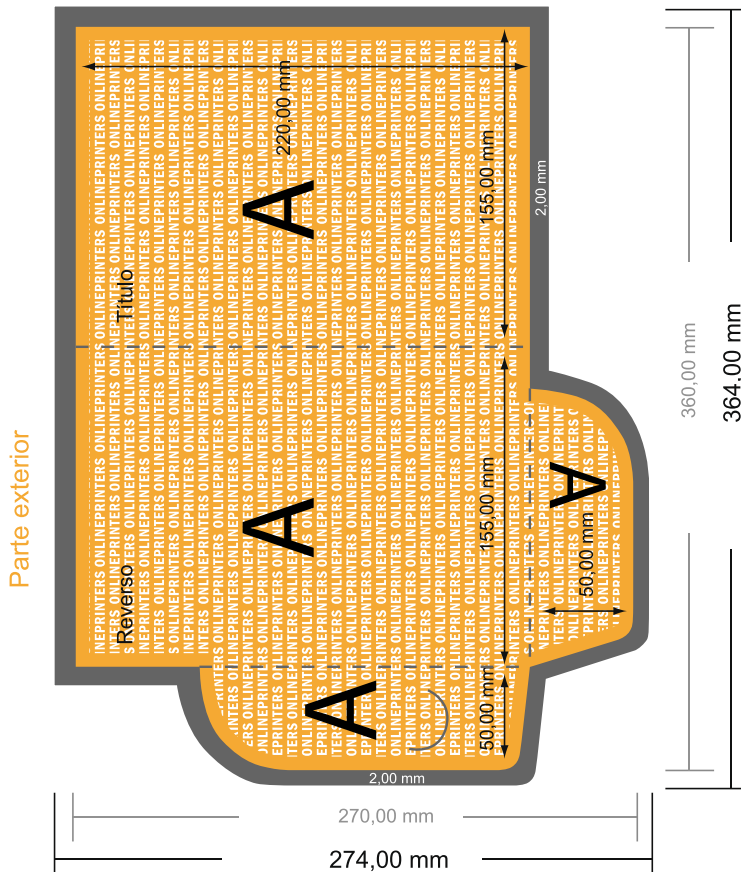 220,00 mm
A
155,00 mm
2,00 mm
Título
360,00 mm
364.00 mm
Parte exterior
A
155,00 mm
A
50,00 mm
Reverso
A
50,00 mm
2,00 mm
270,00 mm
274,00 mm
ONLINEPRINTERS ONLINEPRINTERS ONLINEPRINTERS ONLINEPRINTERS